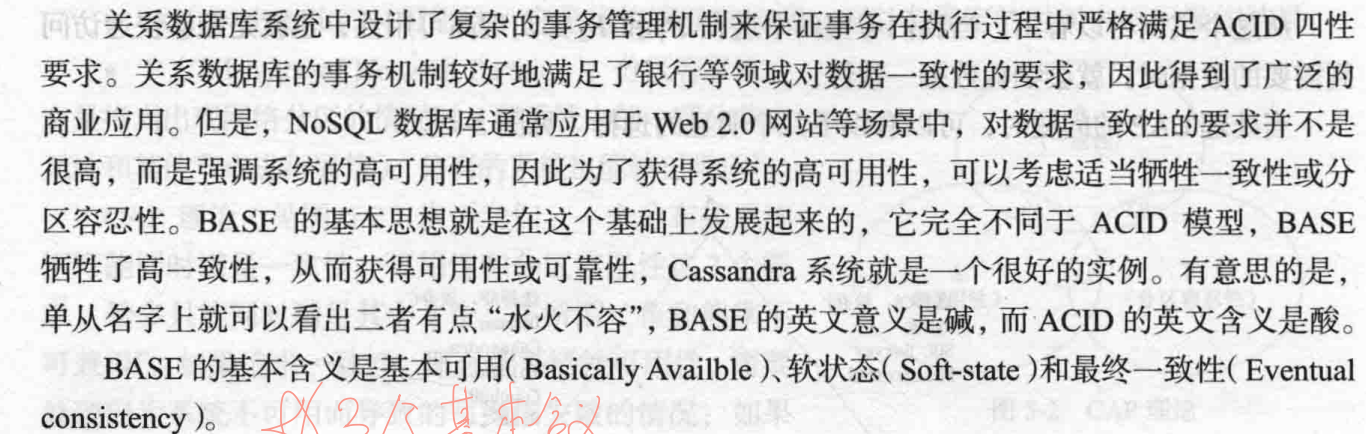 关系数据库系统中设计了复杂的事务管理机制来保证事务在执行过程中严格满足 ACID 四性
要求。关系数据库的事务机制较好地满足了银行等领域对数据一致性的要求，因此得到了广泛的
商业应用。但是，NoSQL 数据库通常应用于 Web 2.0 网站等场景中，对数据一致性的要求并不是
很高，而是强调系统的高可用性，因此为了获得系统的高可用性，可以考虑适当牺牲一致性或分
区容忍性。BASE 的基本思想就是在这个基础上发展起来的，它完全不同于 ACID 模型，BASE
牺牲了高一致性，从而获得可用性或可靠性，Cassandra 系统就是一个很好的实例。有意思的是，
单从名字上就可以看出二者有点“水火不容”，BASE 的英文意义是碱，而 ACID 的英文含义是酸。
BASE 的基本含义是基本可用（Basically Availble）、软状态（Soft-state）和最终一致性（Eventual
consistency）。